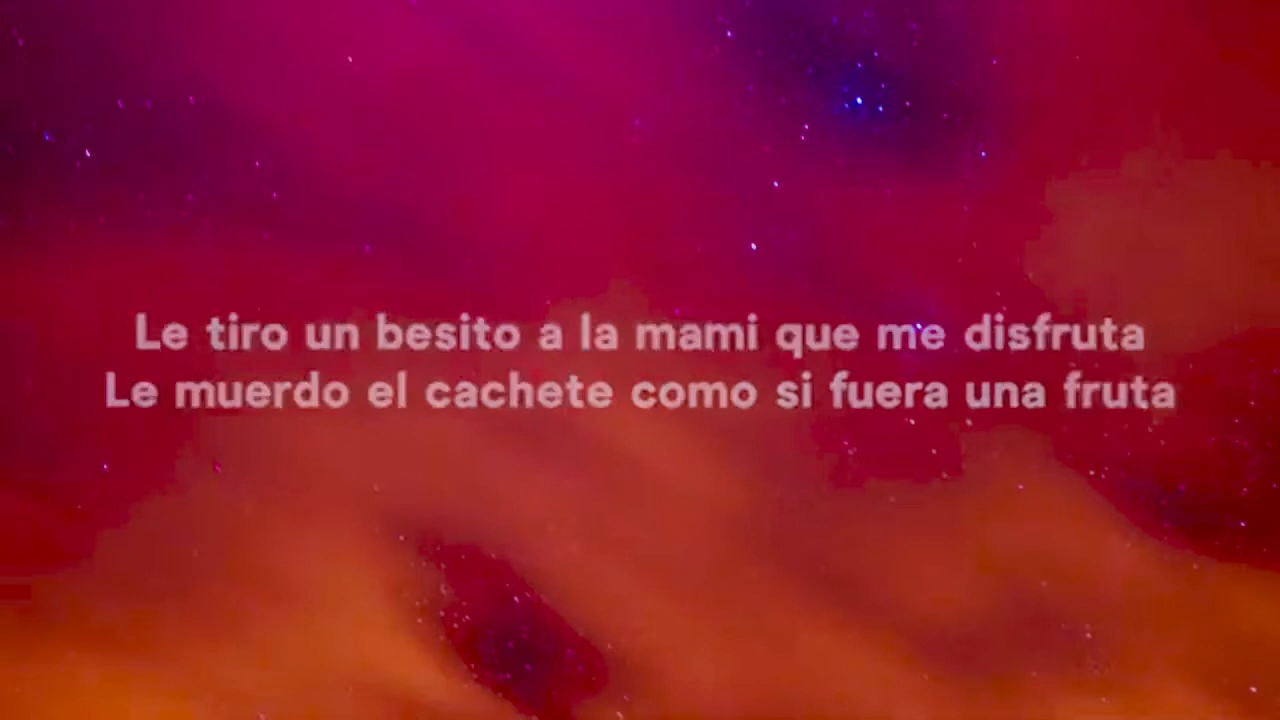 Le tiro un besito a la mami que me disfruta
Le muerdo el cachete como si fuera una fruta